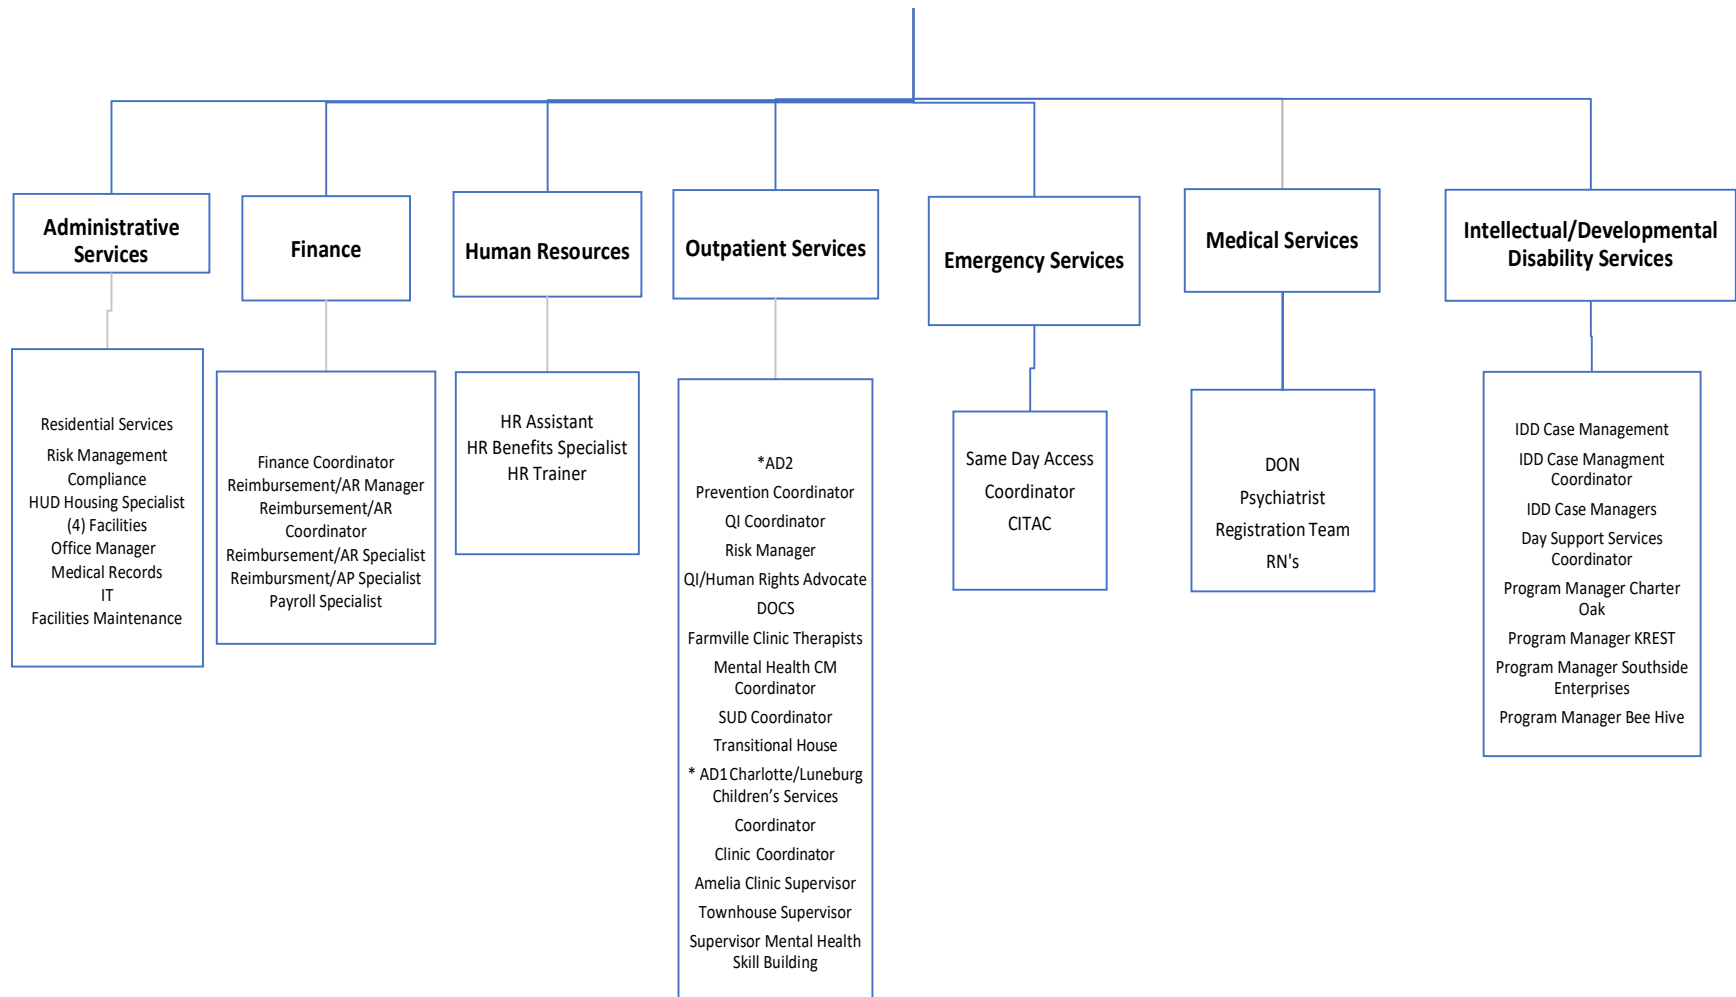 Administrative
Services
Finance
Human Resources
Outpatient Services
Emergency Services
Medical Services
Intellectual/Developmental
Disability Services
Residential Services
Risk Management
Compliance
HUD Housing Specialist
(4) Facilities
Office Manager
Medical Records
IT
Facilities Maintenance
Finance Coordinator
Reimbursement/AR Manager
Reimbursement/AR
Coordinator
Reimbursement/AR Specialist
Reimbursment/AP Specialist
Payroll Specialist
HR Assistant
HR Benefits Specialist
HR Trainer
*AD2
Prevention Coordinator
QI Coordinator
Risk Manager
QI/Human Rights Advocate
DOCS
Farmville Clinic Therapists
Mental Health CM
Coordinator
SUD Coordinator
Transitional House
* AD1 Charlotte/Luneburg
Children’s Services
Coordinator
Clinic Coordinator
Amelia Clinic Supervisor
Townhouse Supervisor
Supervisor Mental Health
Skill Building
Same Day Access
Coordinator
CITAC
DON
Psychiatrist
Registration Team
RN's
IDD Case Management
IDD Case Managment
Coordinator
IDD Case Managers
Day Support Services
Coordinator
Program Manager Charter
Oak
Program Manager KREST
Program Manager Southside
Enterprises
Program Manager Bee Hive